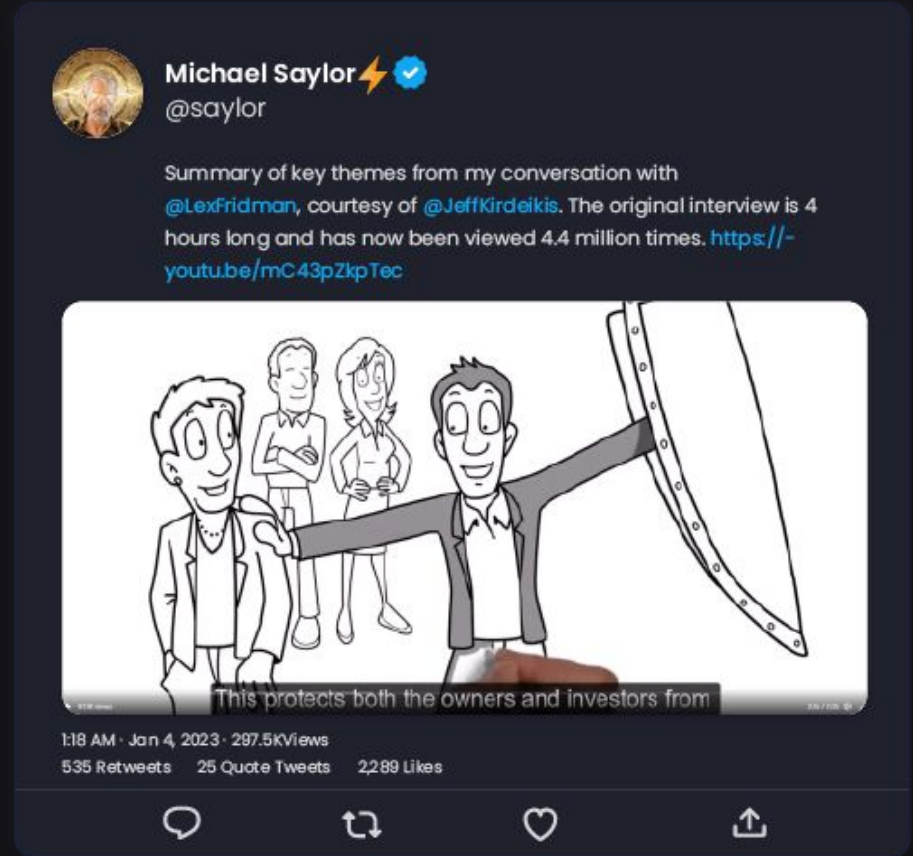 Michael Saylor⚡
@saylor
Summary of key themes from my conversation with
@LexFridman, courtesy of @JeffKirdeikis. The original interview is 4
hours long and has now been viewed 4.4 million times. https://-
youtu.be/mC43pZkpTec
This protects both the owners and investors from
1:18 AM · Jan 4, 2023 · 297.5KViews
535 Retweets 25 Quote Tweets 2,289 Likes